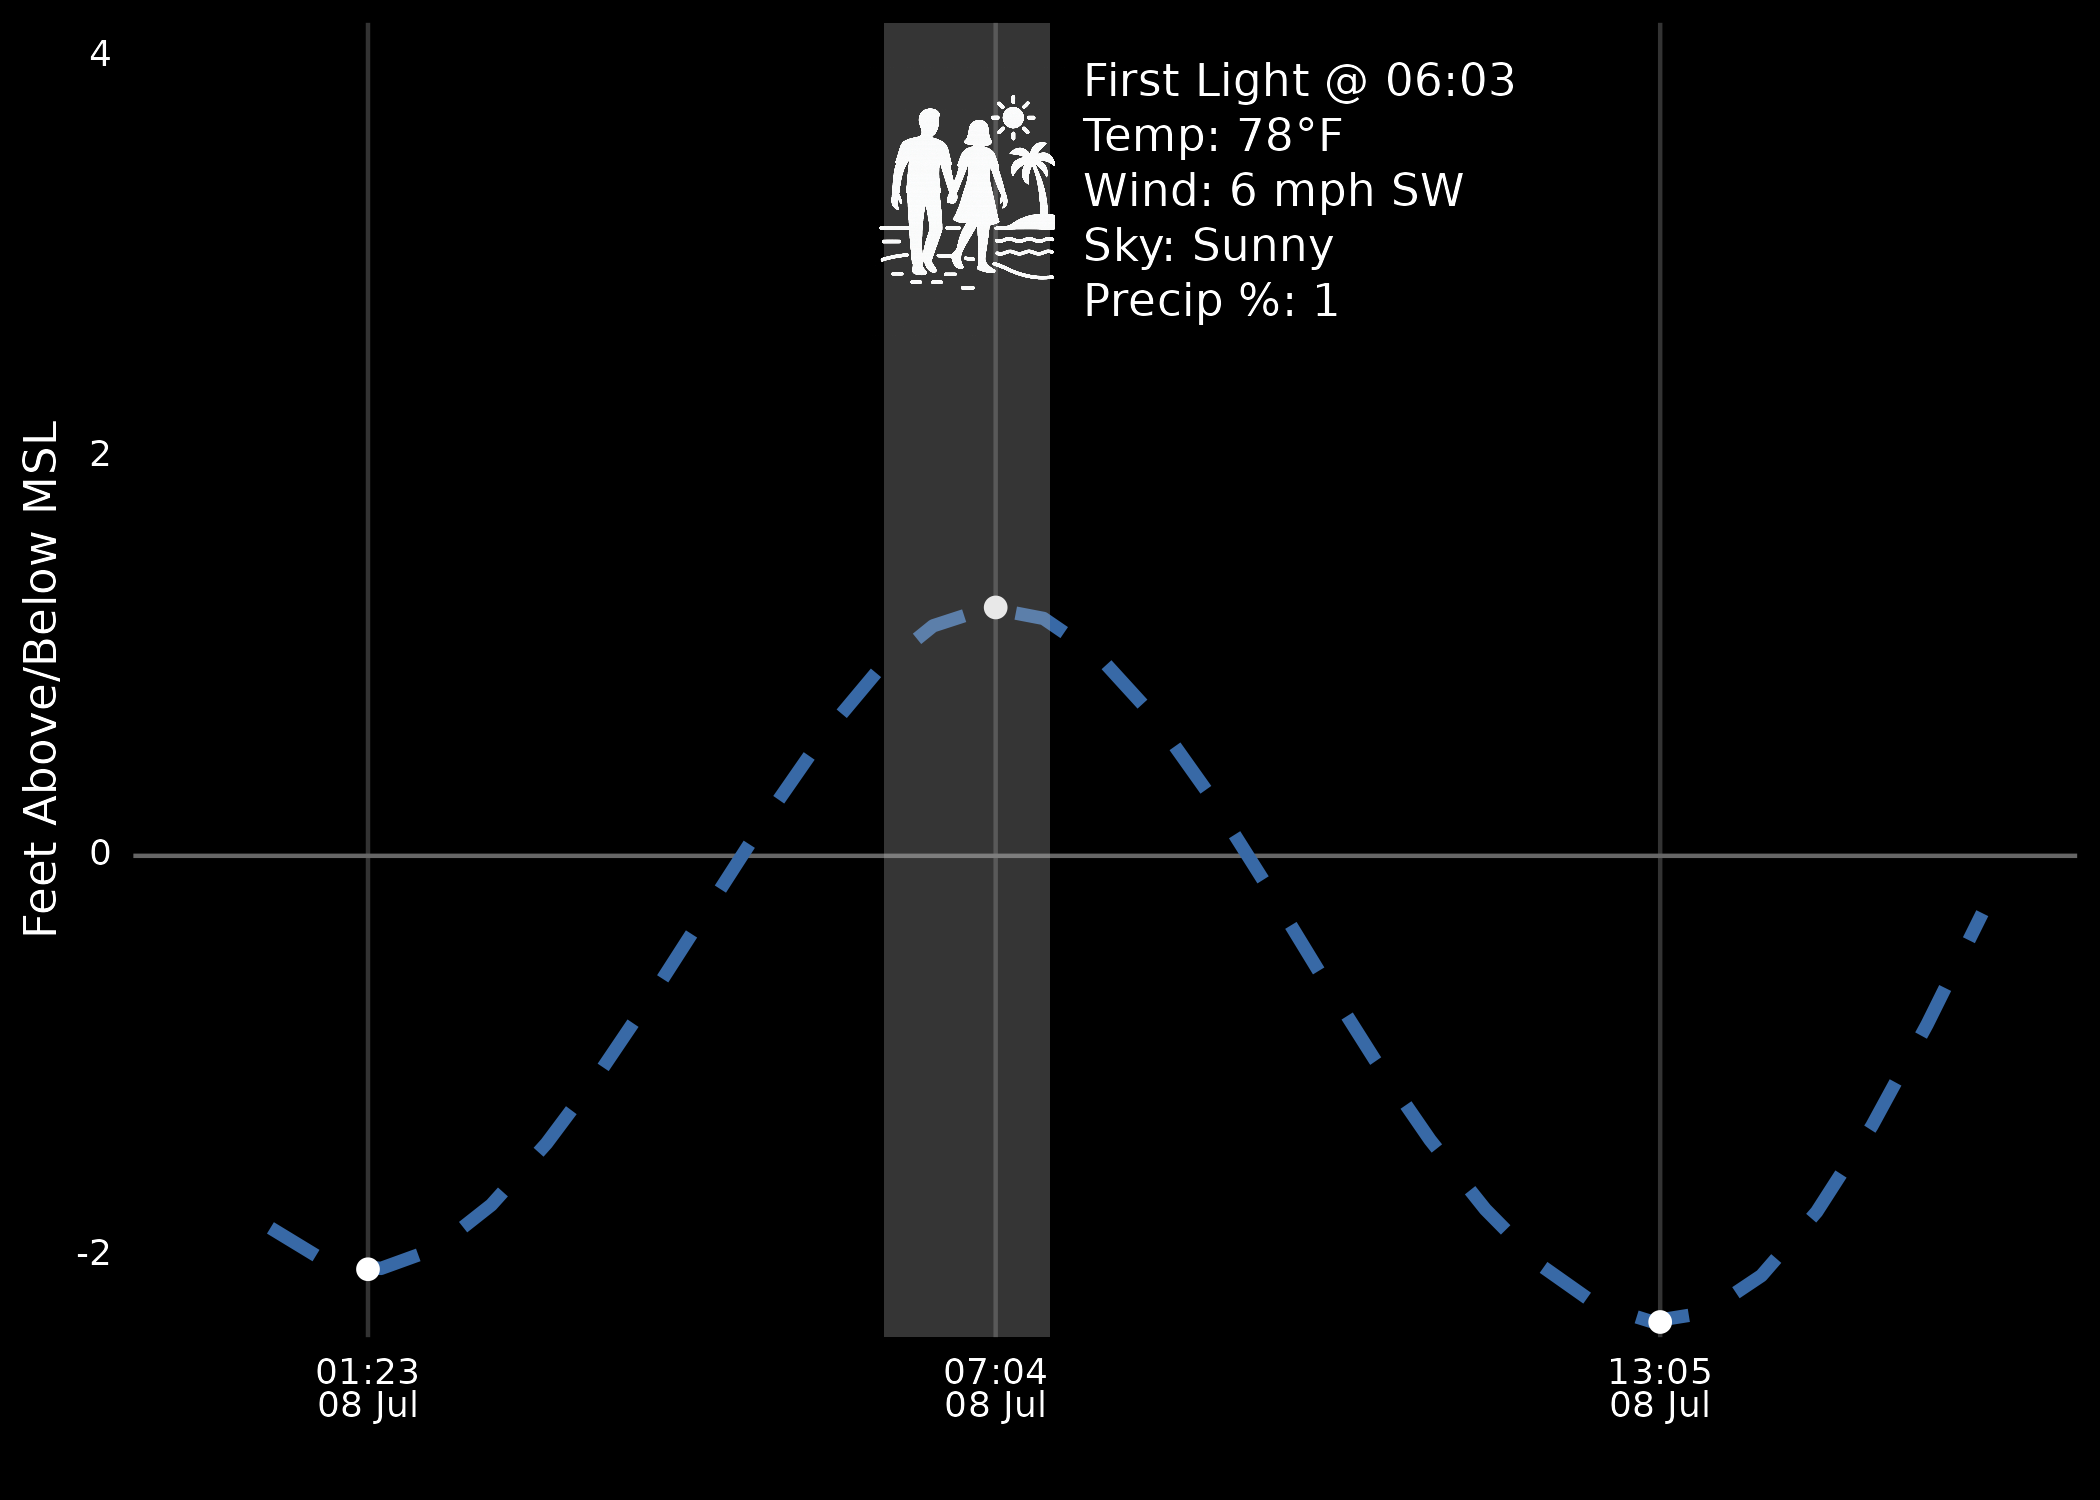 4
First Light @ 06:03
Temp: 78°F
Wind: 6 mph SW
Sky: Sunny
Precip %: 1
2
Feet Above/Below MSL
0
-2
01:23
08 Jul
07:04
08 Jul
13:05
08 Jul